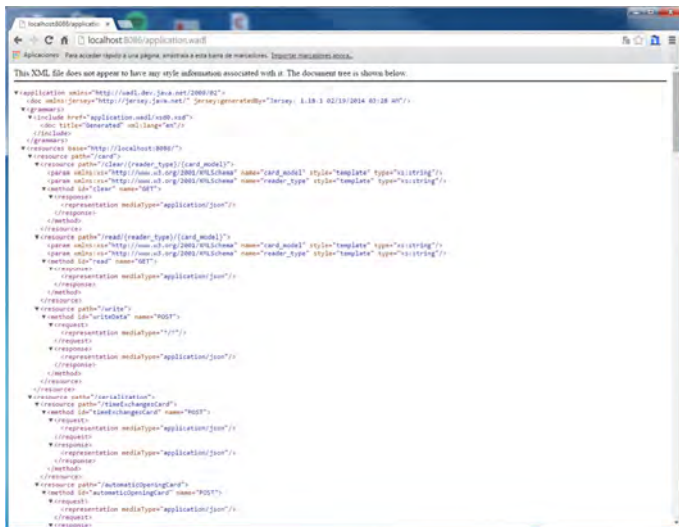 localhost:8086/applicatio
localhost:8086/application.wadl
Aplicaciones Para acceder rápido a una página, arrástrala a esta barra de marcadores. Importar marcadores ahora...
This XML file does not appear to have any style information associated with it. The document tree is shown below.
▼<application xmlns="http://wadl.dev.java.net/2009/02">
<doc xmlns:jersey="http://jersey.java.net/" jersey:generatedBy="Jersey: 1.18.1 02/19/2014 03:28 AM"/>
▼<grammars>
▼<include href="application.wadl/xsd0.xsd">
<doc title="Generated" xml:lang="en"/>
</include>
</grammars>
▼<resources base="http://localhost:8086/">
▼<resource path="/card">
▼<resource path="/clear/{reader_type}/{card_model}">
<param xmlns:xs="http://www.w3.org/2001/XMLSchema" name="card_model" style="template" type="xs:string"/>
<param xmlns:xs="http://www.w3.org/2001/XMLSchema" name="reader_type" style="template" type="xs:string"/>
▼<method id="clear" name="GET">
▼<response>
<representation mediaType="application/json"/>
</response>
</method>
</resource>
▼<resource path="/read/{reader_type}/{card_model}">
<param xmlns:xs="http://www.w3.org/2001/XMLSchema" name="card_model" style="template" type="xs:string"/>
<param xmlns:xs="http://www.w3.org/2001/XMLSchema" name="reader_type" style="template" type="xs:string"/>
▼<method id="read" name="GET">
▼<response>
<representation mediaType="application/json"/>
</response>
</method>
</resource>
▼<resource path="/write">
▼<method id="writeData" name="POST">
▼<request>
<representation mediaType="*/*"/>
</request>
▼<response>
<representation mediaType="application/json"/>
</response>
</method>
</resource>
</resource>
▼<resource path="/serialization">
▼<resource path="/timeExchangesCard">
▼<method id="timeExchangesCard" name="POST">
▼<request>
<representation mediaType="application/json"/>
</request>
▼<response>
<representation mediaType="application/json"/>
</response>
</method>
</resource>
▼<resource path="/automaticOpeningCard">
▼<method id="automaticOpeningCard" name="POST">
▼<request>
<representation mediaType="application/json"/>
</request>
▼<response>